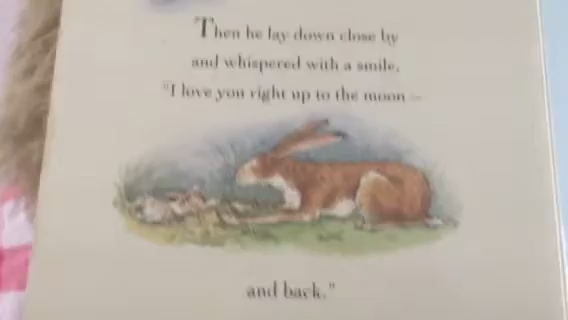 Then he lay down close by
and whispered with a smile,
"I love you right up to the moon —
and back."